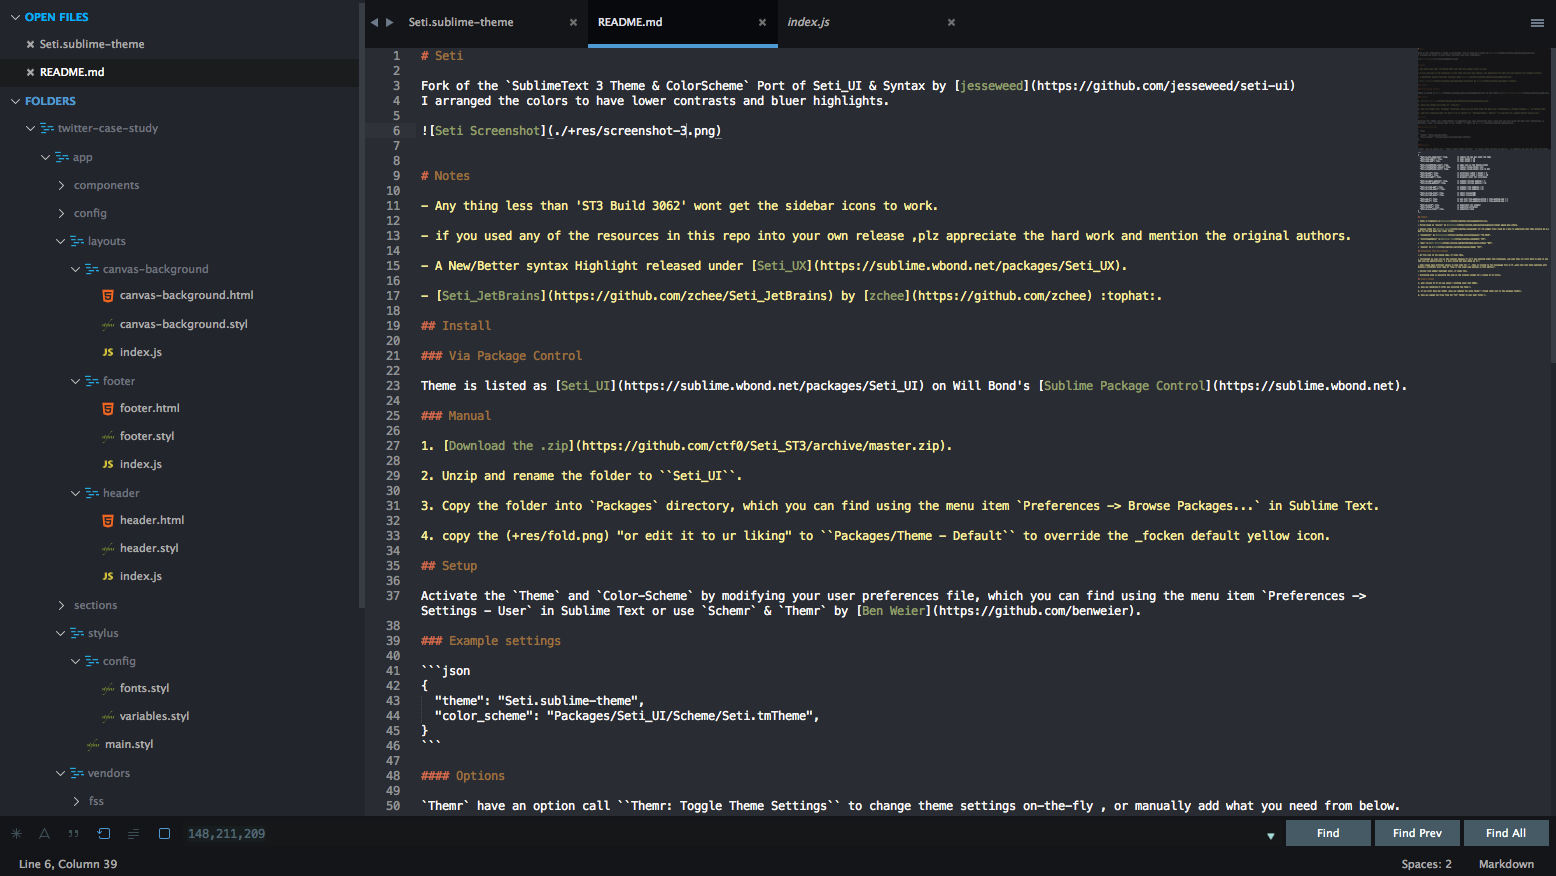 OPEN FILES
Seti.sublime-theme
README.md
FOLDERS
twitter-case-study
app
components
config
layouts
canvas-background
canvas-background.html
canvas-background.styl
JS index.js
footer
footer.html
footer.styl
JS index.js
header
header.html
header.styl
JS index.js
sections
stylus
config
fonts.styl
variables.styl
main.styl
vendors
fss
Seti.sublime-theme
README.md
index.js
1 # Seti
2
3 Fork of the `SublimeText 3 Theme & ColorScheme` Port of Seti_UI & Syntax by [jesseweed](https://github.com/jesseweed/seti-ui)
4 I arranged the colors to have lower contrasts and bluer highlights.
5
6 ![Seti Screenshot](./+res/screenshot-3.png)
7
8
9 # Notes
10
11 - Any thing less than 'ST3 Build 3062' wont get the sidebar icons to work.
12
13 - if you used any of the resources in this repo into your own release ,plz appreciate the hard work and mention the original authors.
14
15 - A New/Better syntax Highlight released under [Seti_UX](https://sublime.wbond.net/packages/Seti_UX).
16
17 - [Seti_JetBrains](https://github.com/zchee/Seti_JetBrains) by [zchee](https://github.com/zchee) :tophat:.
18
19 ## Install
20
21 ### Via Package Control
22
23 Theme is listed as [Seti_UI](https://sublime.wbond.net/packages/Seti_UI) on Will Bond's [Sublime Package Control](https://sublime.wbond.net).
24
25 ### Manual
26
27 1. [Download the .zip](https://github.com/ctf0/Seti_ST3/archive/master.zip).
28
29 2. Unzip and rename the folder to ``Seti_UI``.
30
31 3. Copy the folder into `Packages` directory, which you can find using the menu item `Preferences -> Browse Packages...` in Sublime Text.
32
33 4. copy the (+res/fold.png) "or edit it to ur liking" to ``Packages/Theme - Default`` to override the _focken default yellow icon.
34
35 ## Setup
36
37 Activate the `Theme` and `Color-Scheme` by modifying your user preferences file, which you can find using the menu item `Preferences ->
Settings - User` in Sublime Text or use `Schemr` & `Themr` by [Ben Weier](https://github.com/benweier).
38
39 ### Example settings
40
41 ```json
42 {
43 "theme": "Seti.sublime-theme",
44 "color_scheme": "Packages/Seti_UI/Scheme/Seti.tmTheme",
45 }
46 ```
47
48 #### Options
49
50 `Themr` have an option call ``Themr: Toggle Theme Settings`` to change theme settings on-the-fly , or manually add what you need from below.
148,211,209
Find
Find Prev
Find All
Line 6, Column 39
Spaces: 2
Markdown